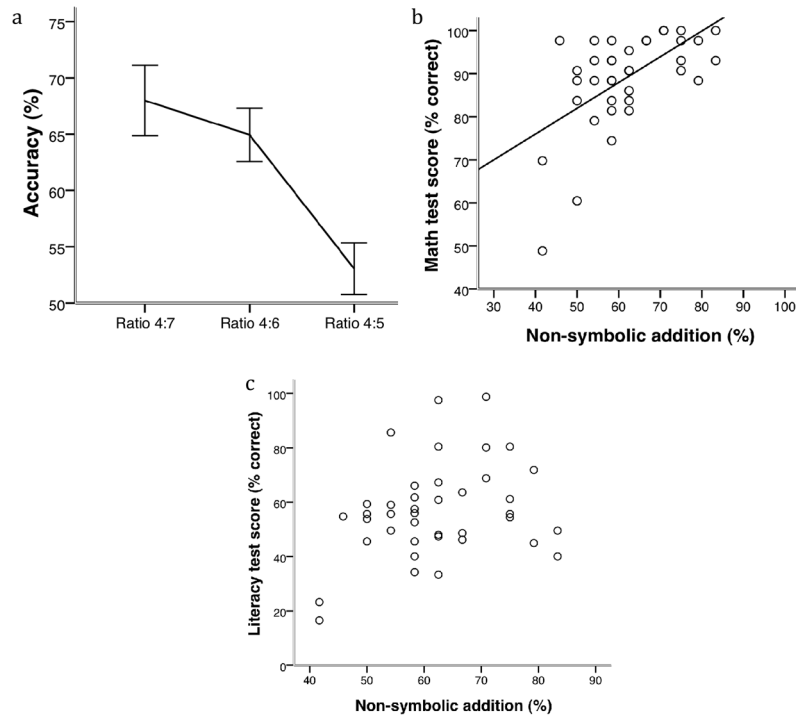 a
Accuracy (%)
75
70
65
60
55
50
Ratio 4:7 Ratio 4:6 Ratio 4:5
b
Math test score (% correct)
100
90
80
70
60
50
40
30 40 50 60 70 80 90 100
Non-symbolic addition (%)
c
Literacy test score (% correct)
100
80
60
40
20
0
40 50 60 70 80 90
Non-symbolic addition (%)